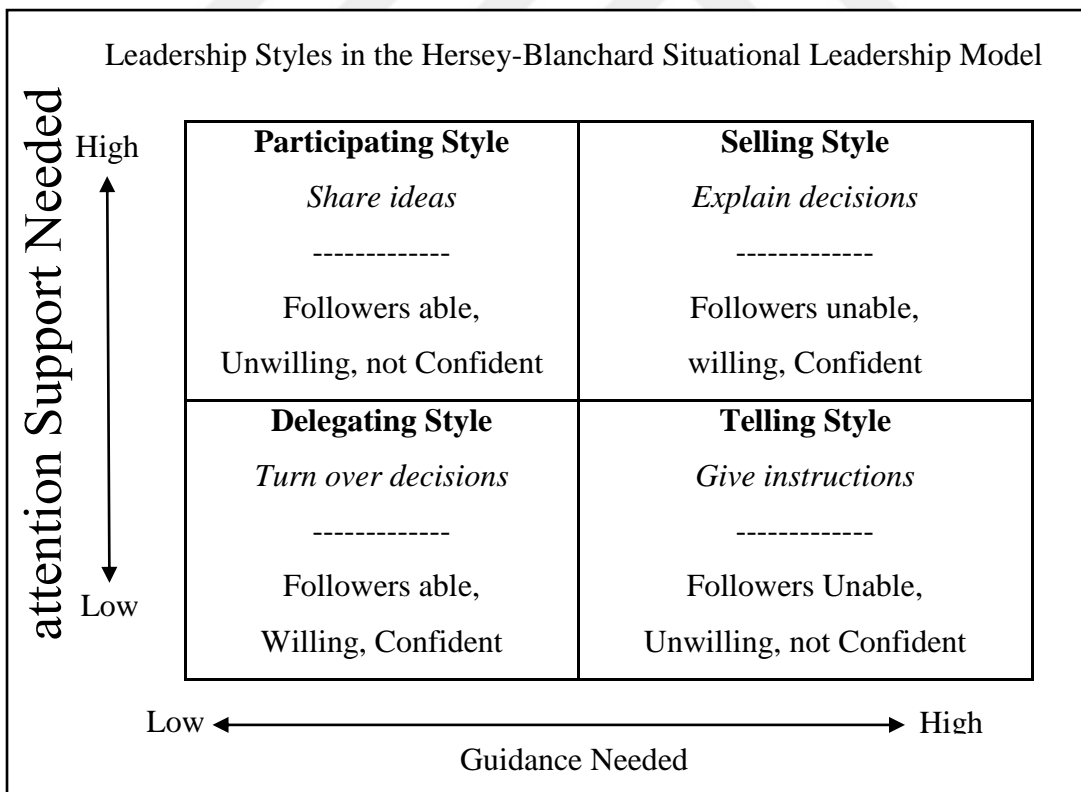 Leadership Styles in the Hersey-Blanchard Situational Leadership Model
attention Support Needed
High
Low
Participating Style
Share ideas
-------------
Followers able,
Unwilling, not Confident
Selling Style
Explain decisions
-------------
Followers unable,
willing, Confident
Delegating Style
Turn over decisions
-------------
Followers able,
Willing, Confident
Telling Style
Give instructions
-------------
Followers Unable,
Unwilling, not Confident
Low
High
Guidance Needed